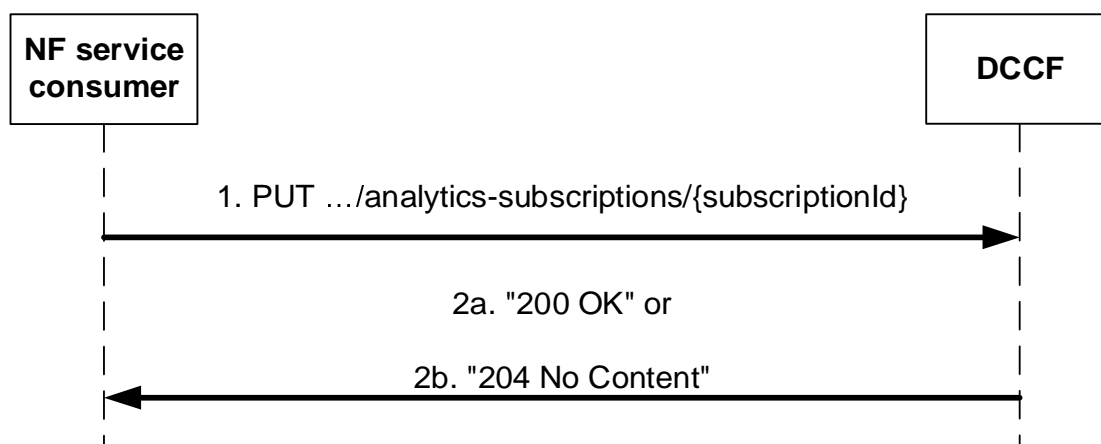 NF service
consumer
DCCF
1. PUT …/analytics-subscriptions/{subscriptionId}
2a. "200 OK" or
2b. "204 No Content"